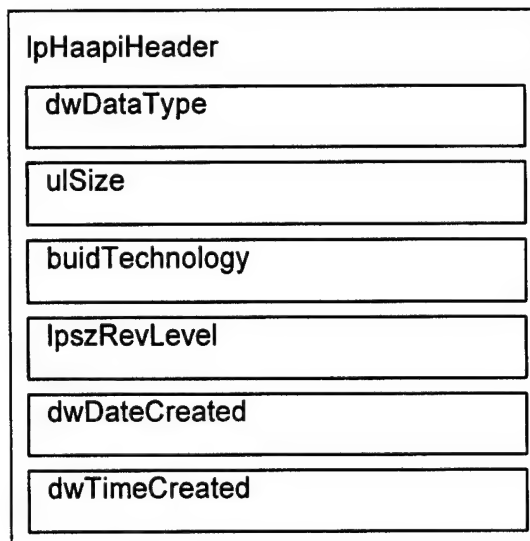 lpHaapiHeader
dwDataType
ulSize
buidTechnology
lpszRevLevel
dwDateCreated
dwTimeCreated